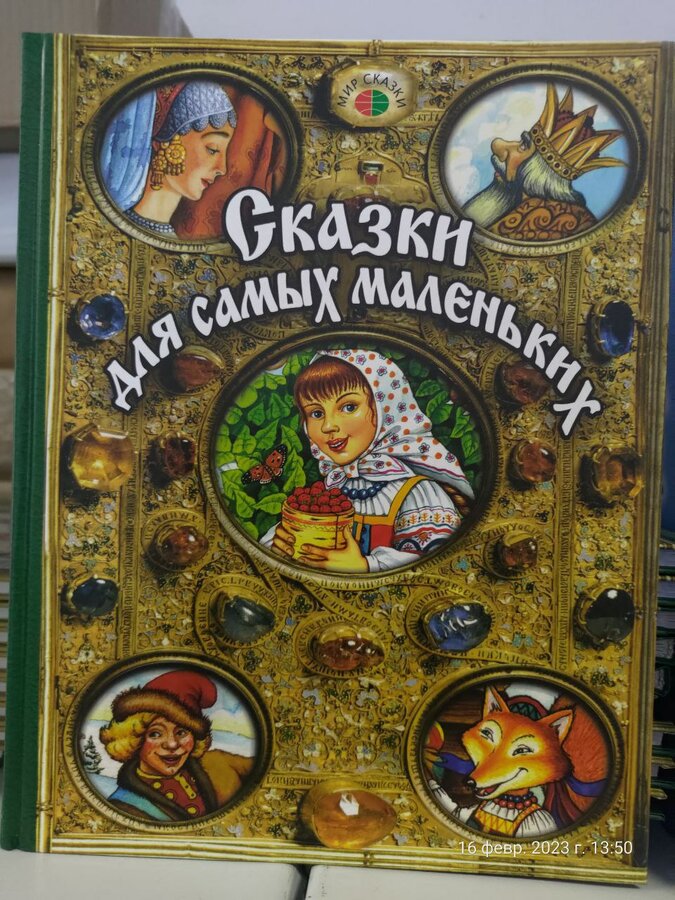 МИР СКАЗКИ
Сказки
для самых маленьких
16 февр. 2023 г. 13:50